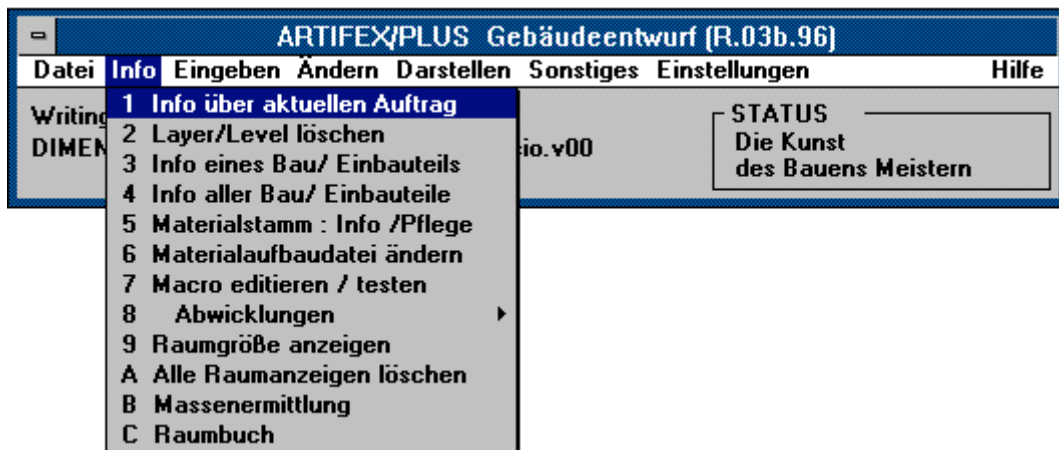 ARTIFEX/PLUS Gebäudeentwurf (R.03b.96)
Datei Info Eingeben Ändern Darstellen Sonstiges Einstellungen Hilfe
Writing
DIMEN
io.v00
STATUS
Die Kunst
des Bauens Meistern
1 Info über aktuellen Auftrag
2 Layer/Level löschen
3 Info eines Bau/ Einbauteils
4 Info aller Bau/ Einbauteile
5 Materialstamm : Info /Pflege
6 Materialaufbaudatei ändern
7 Macro editieren / testen
8 Abwicklungen
9 Raumgröße anzeigen
A Alle Raumanzeigen löschen
B Massenermittlung
C Raumbuch